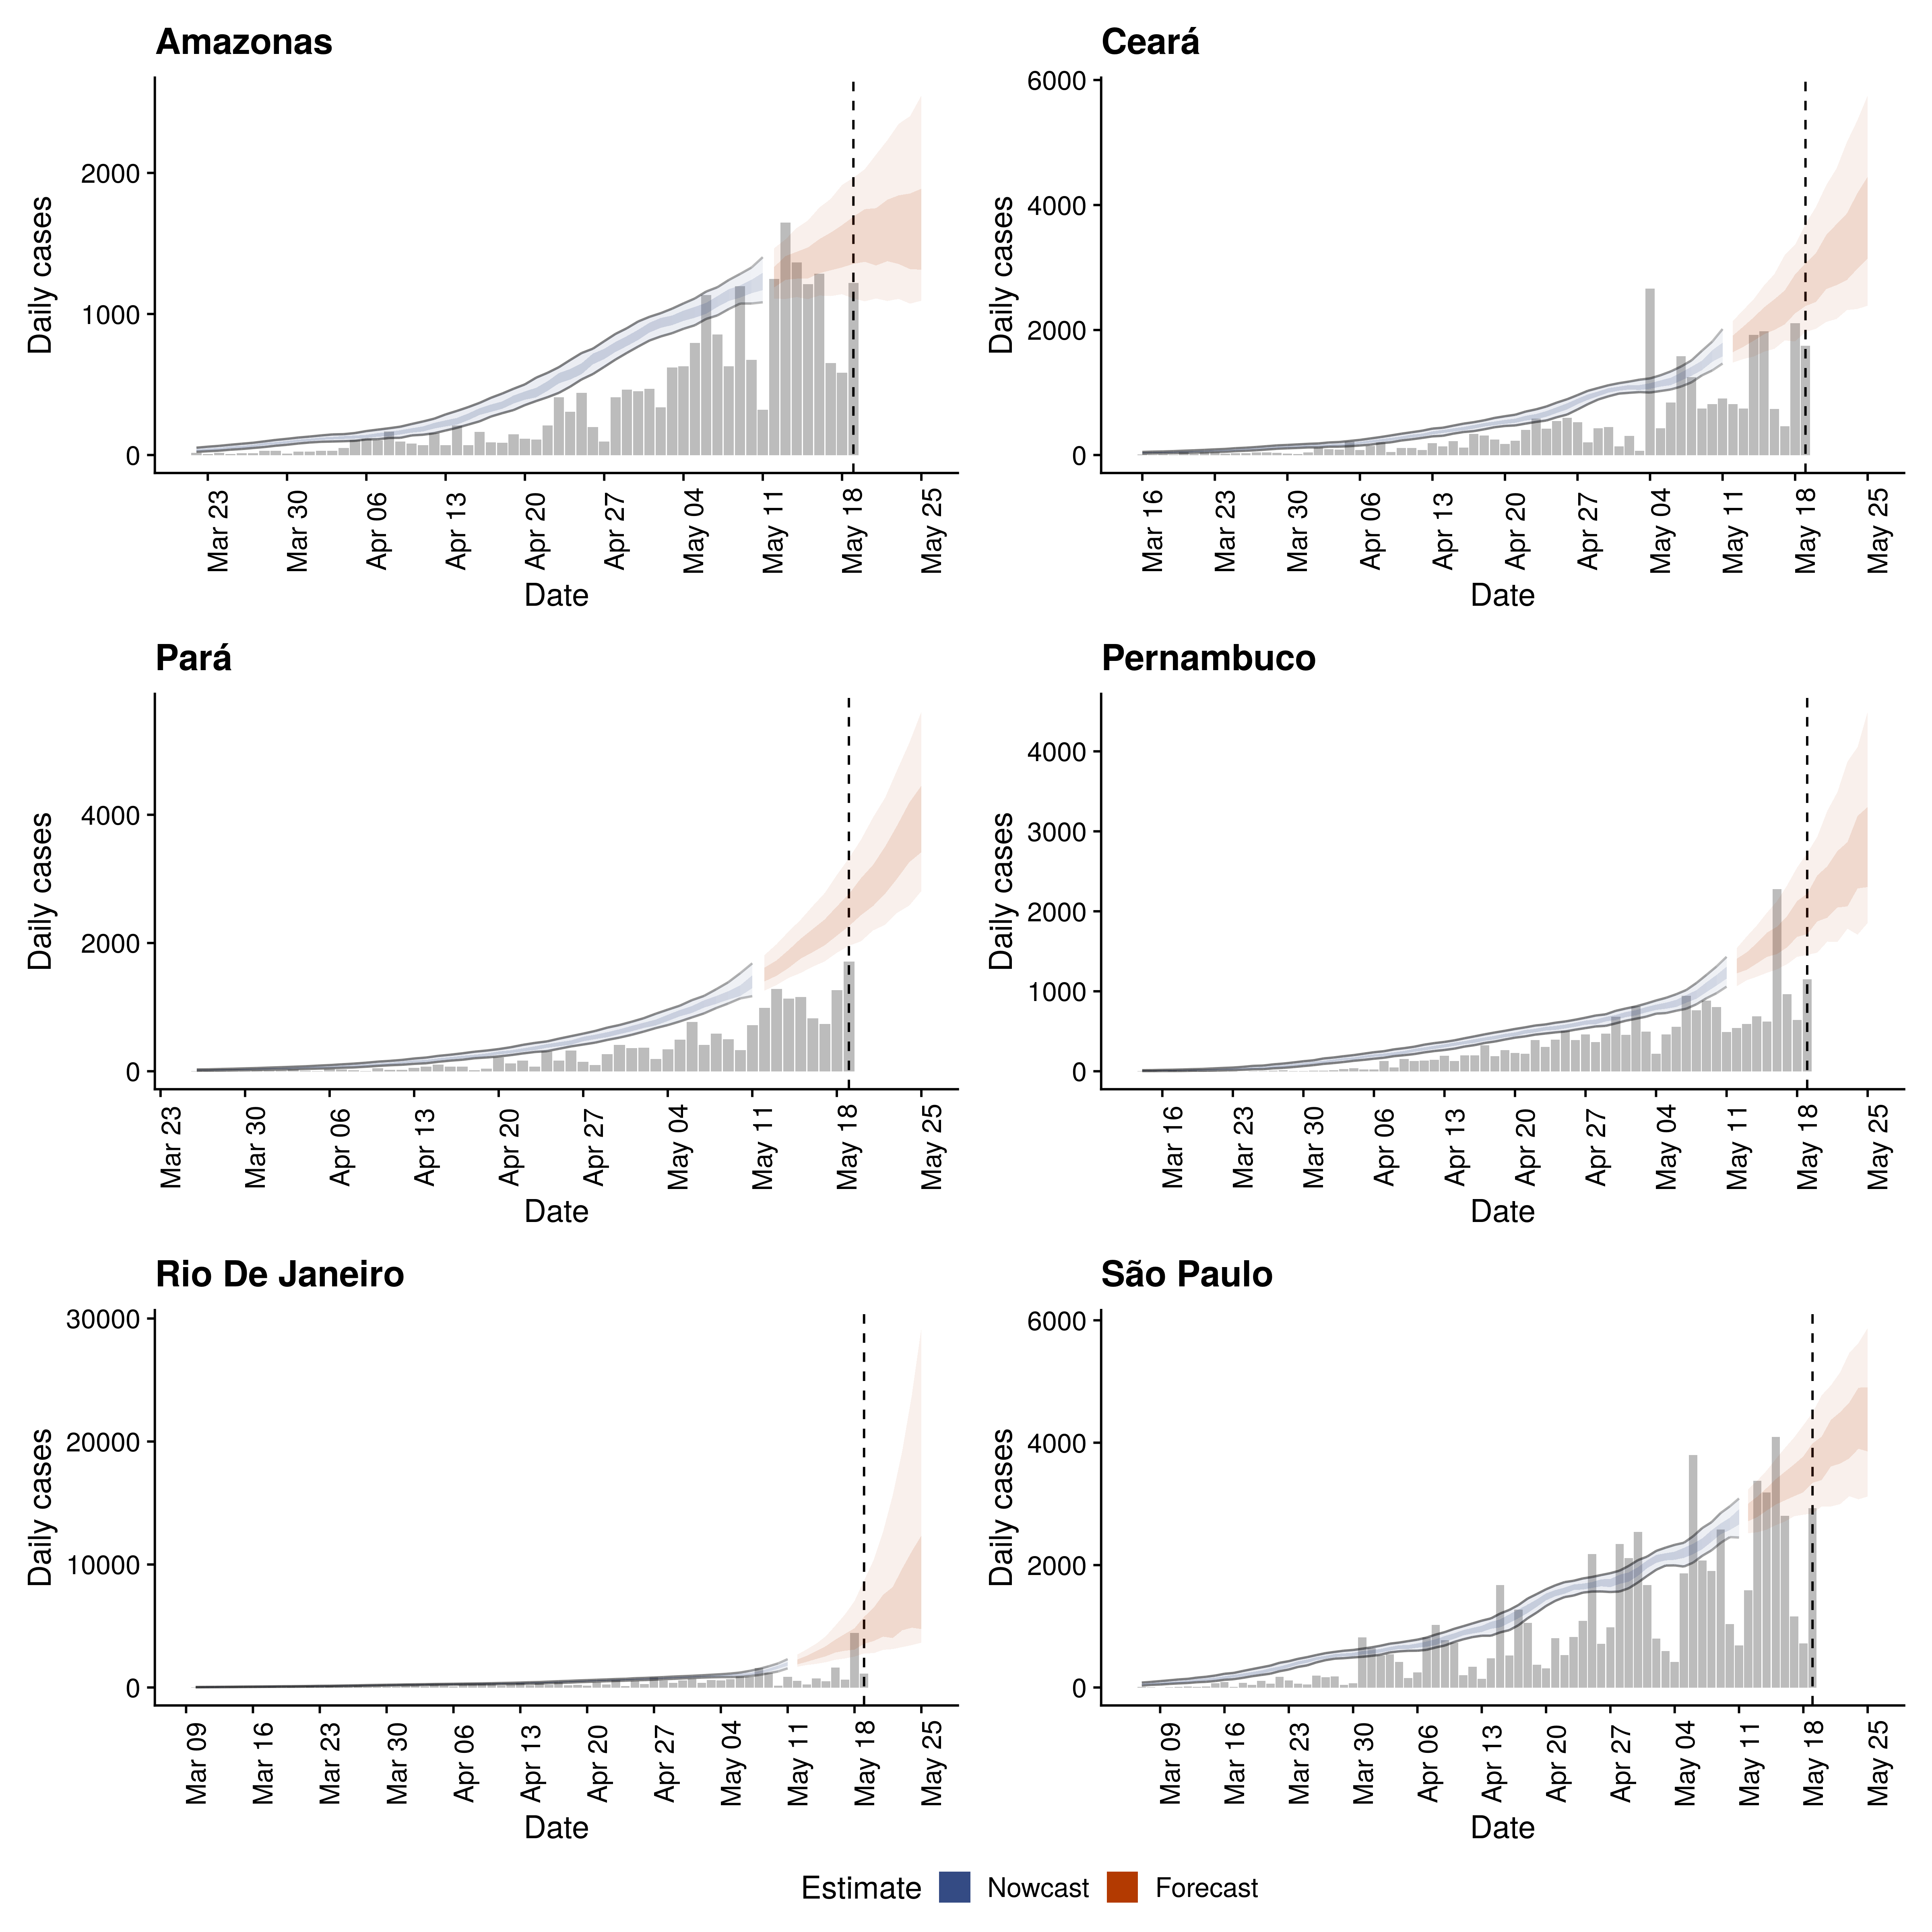 Amazonas
Daily cases
2000
1000
0
Mar 23
Mar 30
Apr 06
Apr 13
Apr 20
Apr 27
May 04
May 11
May 18
May 25
Date
Ceará
Daily cases
6000
4000
2000
0
Mar 16
Mar 23
Mar 30
Apr 06
Apr 13
Apr 20
Apr 27
May 04
May 11
May 18
May 25
Date
Pará
Daily cases
4000
2000
0
Mar 23
Mar 30
Apr 06
Apr 13
Apr 20
Apr 27
May 04
May 11
May 18
May 25
Date
Pernambuco
Daily cases
4000
3000
2000
1000
0
Mar 16
Mar 23
Mar 30
Apr 06
Apr 13
Apr 20
Apr 27
May 04
May 11
May 18
May 25
Date
Rio De Janeiro
Daily cases
30000
20000
10000
0
Mar 09
Mar 16
Mar 23
Mar 30
Apr 06
Apr 13
Apr 20
Apr 27
May 04
May 11
May 18
May 25
Date
São Paulo
Daily cases
6000
4000
2000
0
Mar 09
Mar 16
Mar 23
Mar 30
Apr 06
Apr 13
Apr 20
Apr 27
May 04
May 11
May 18
May 25
Date
Estimate Nowcast Forecast